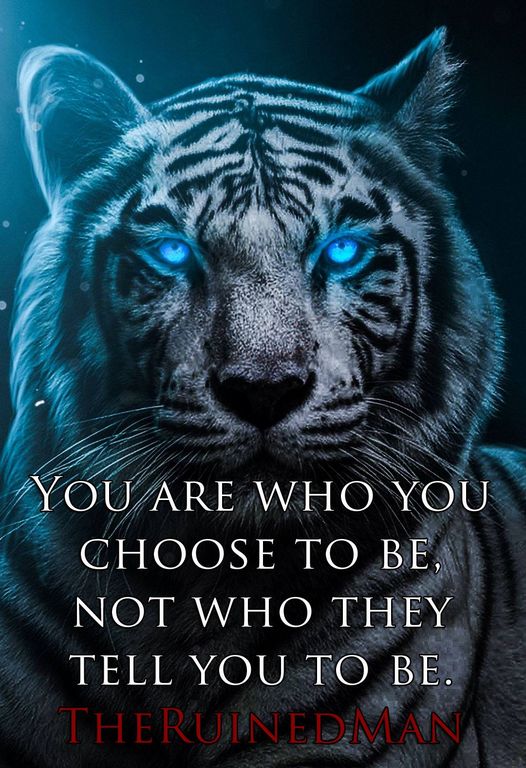 You are who you
choose to be,
not who they
tell you to be.
TheRuinedMan